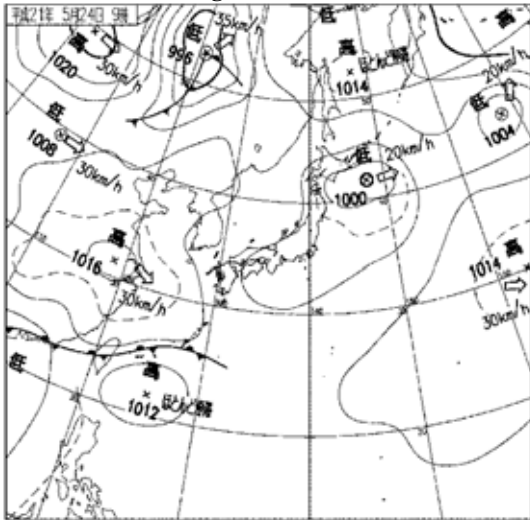 平成21年 5月24日 9時
高
1020
30km/h
低
996
35km/h
高
ほとんど停滞
1014
高
低
1008
30km/h
低
1000
20km/h
低
1004
20km/h
高
1016
30km/h
高
1014
30km/h
低
高
1012
ほとんど停滞